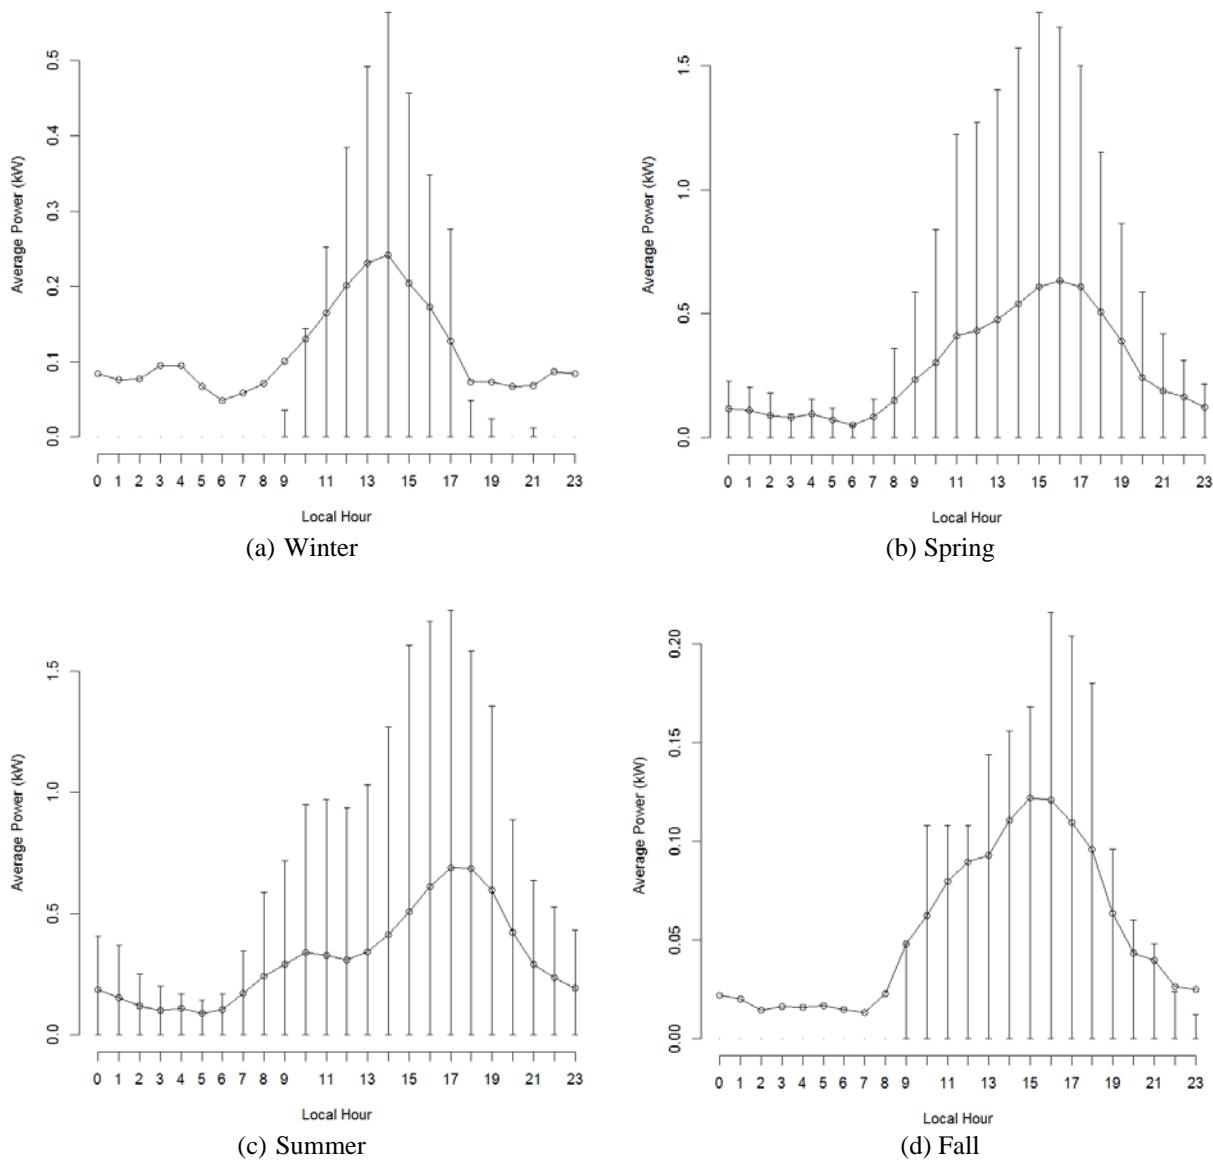 Average Power (kW)
0.0 0.1 0.2 0.3 0.4 0.5
0 1 2 3 4 5 6 7 8 9 11 13 15 17 19 21 23
Local Hour
(a) Winter
Average Power (kW)
0.0 0.5 1.0 1.5
0 1 2 3 4 5 6 7 8 9 11 13 15 17 19 21 23
Local Hour
(b) Spring
Average Power (kW)
0.0 0.5 1.0 1.5
0 1 2 3 4 5 6 7 8 9 11 13 15 17 19 21 23
Local Hour
(c) Summer
Average Power (kW)
0.00 0.05 0.10 0.15 0.20
0 1 2 3 4 5 6 7 8 9 11 13 15 17 19 21 23
Local Hour
(d) Fall